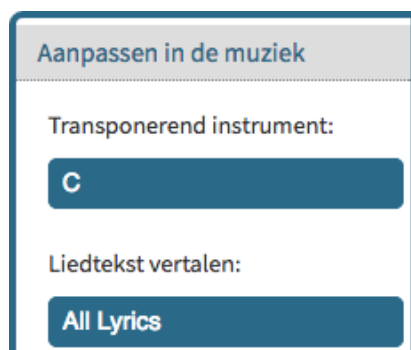 Aanpassen in de muziek
Transponerend instrument:
C
Liedtekst vertalen:
All Lyrics